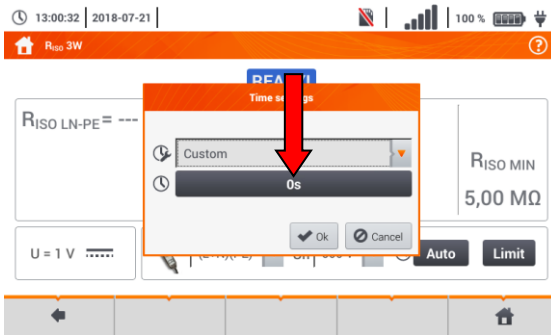 13:00:32 2018-07-21 100 %
RISO 3W
Time settings
RISO LN-PE= ---
Custom
0s
RISO MIN
5,00 MΩ
Ok Cancel
U = 1 V
Auto Limit